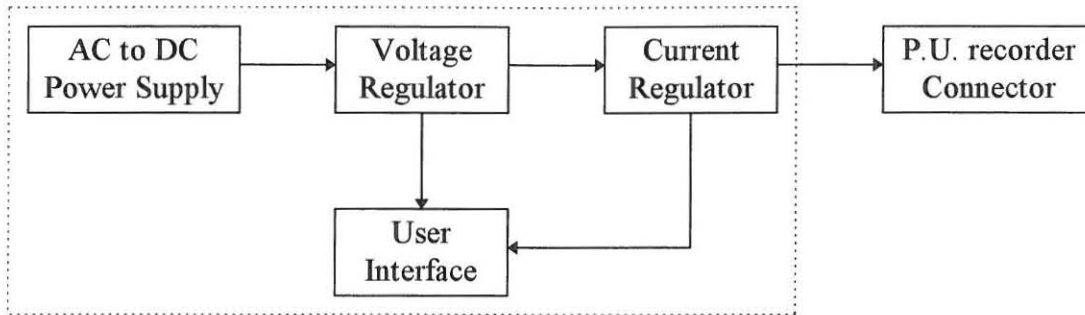 AC to DC
Power Supply
Voltage
Regulator
Current
Regulator
P.U. recorder
Connector
User
Interface